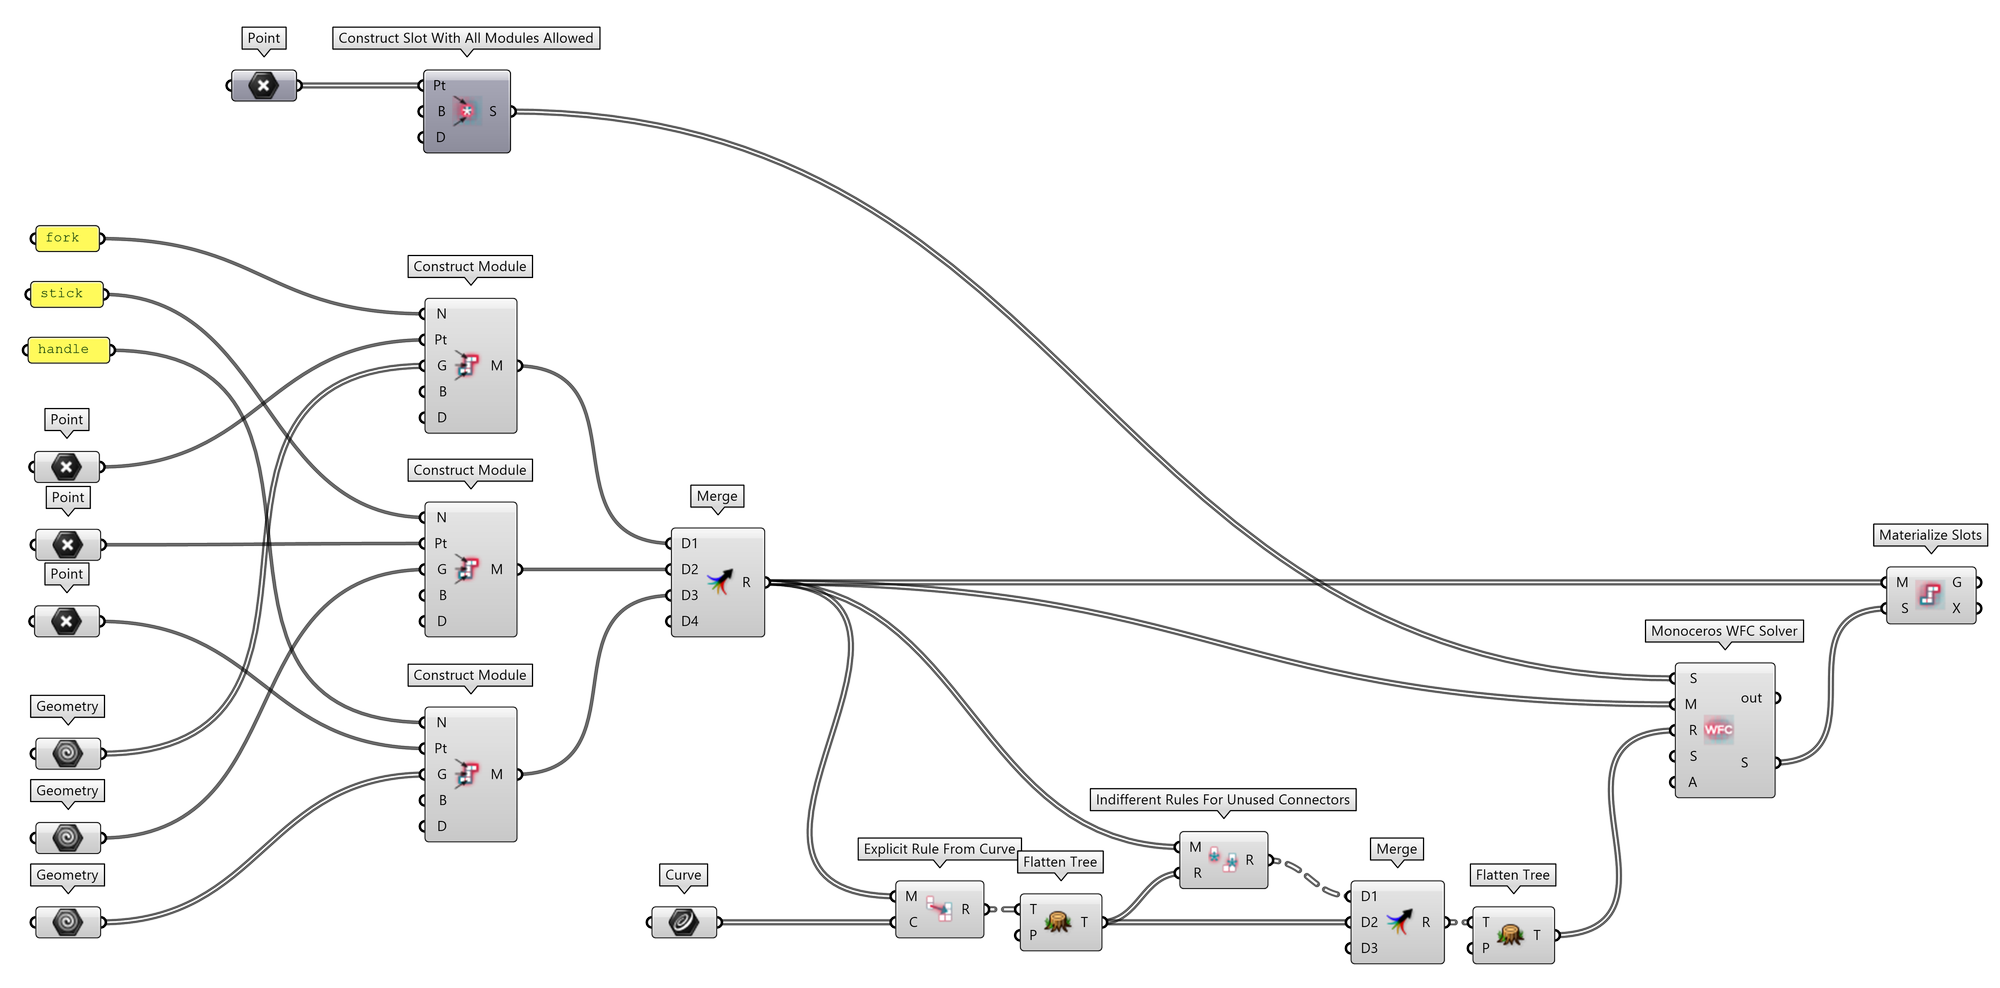 Point
Construct Slot With All Modules Allowed
Pt
B
S
D
fork
stick
handle
Construct Module
N
Pt
G
M
B
D
Point
Point
Point
Construct Module
N
Pt
G
M
B
D
Merge
D1
D2
R
D3
D4
Construct Module
N
Pt
G
M
B
D
Geometry
Geometry
Geometry
Materialize Slots
M
G
S
X
Monoceros WFC Solver
S
out
M
R
WFC
S
S
A
Indifferent Rules For Unused Connectors
M
R
R
Curve
Explicit Rule From Curve
M
R
C
Flatten Tree
T
T
P
Merge
D1
D2
R
D3
Flatten Tree
T
T
P